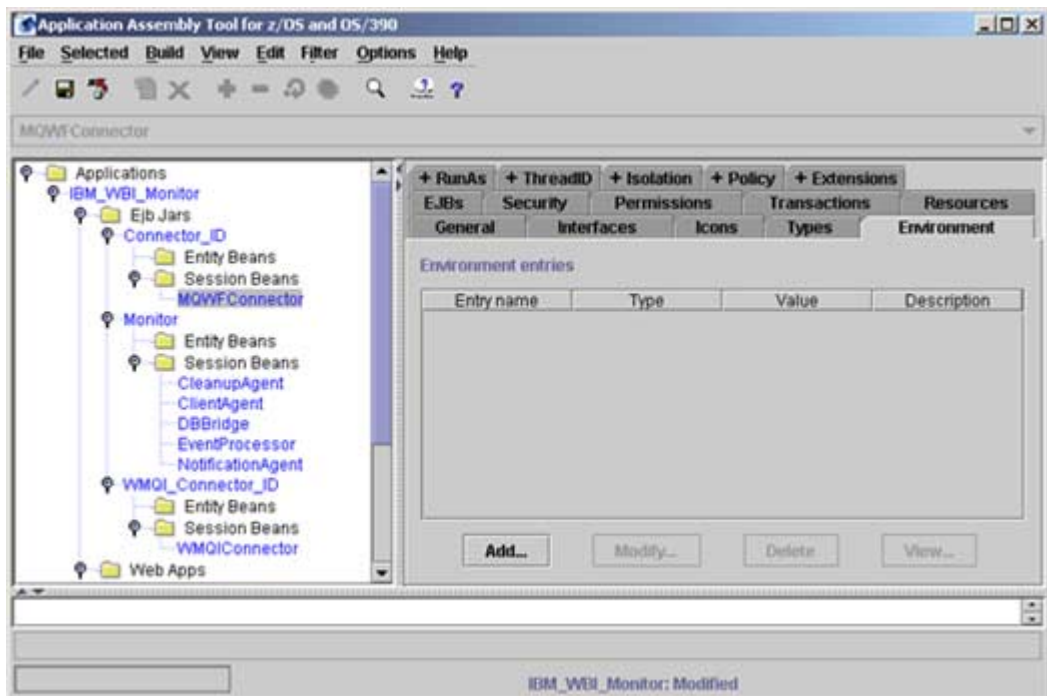 Application Assembly Tool for z/OS and OS/390
File Selected Build View Edit Filter Options Help
MQWFConnector
Applications
IBM_WBI_Monitor
Ejb Jars
Connector_ID
Entity Beans
Session Beans
MQWFConnector
Monitor
Entity Beans
Session Beans
CleanupAgent
ClientAgent
DBBridge
EventProcessor
NotificationAgent
WMQI_Connector_ID
Entity Beans
Session Beans
WMQIConnector
Web Apps
+ RunAs + ThreadID + Isolation + Policy + Extensions
EJBs Security Permissions Transactions Resources
General Interfaces Icons Types Environment
Environment entries
Entry name Type Value Description
Add... Modify... Delete View...
IBM_WBI_Monitor: Modified